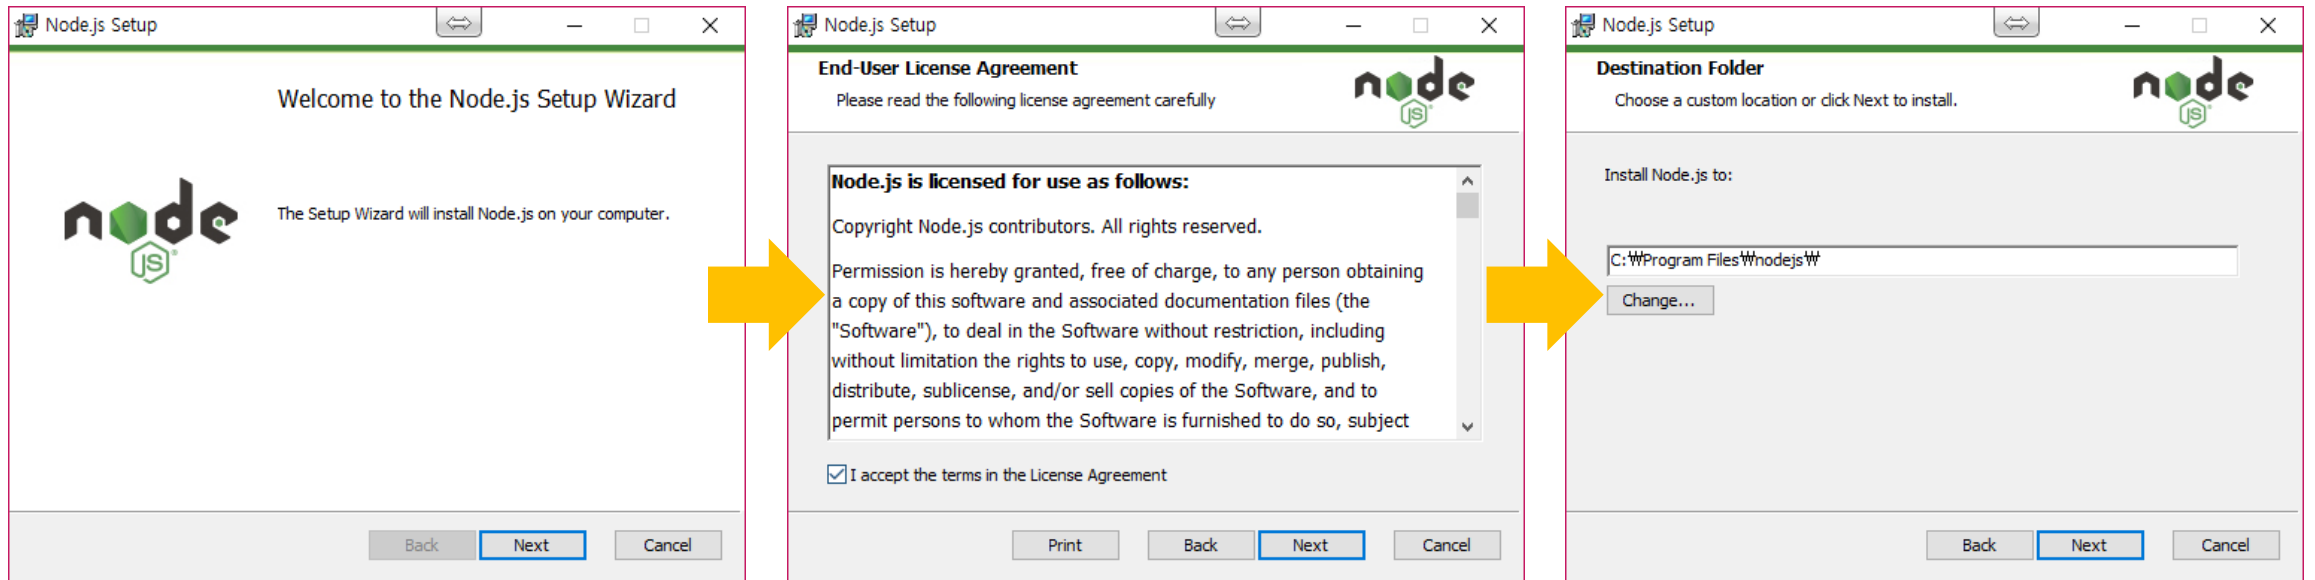 Node.js Setup
Welcome to the Node.js Setup Wizard
node
JS
The Setup Wizard will install Node.js on your computer.
Back
Next
Cancel
Node.js Setup
End-User License Agreement
Please read the following license agreement carefully
node
JS
Node.js is licensed for use as follows:
Copyright Node.js contributors. All rights reserved.
Permission is hereby granted, free of charge, to any person obtaining
a copy of this software and associated documentation files (the
"Software"), to deal in the Software without restriction, including
without limitation the rights to use, copy, modify, merge, publish,
distribute, sublicense, and/or sell copies of the Software, and to
permit persons to whom the Software is furnished to do so, subject
I accept the terms in the License Agreement
Print
Back
Next
Cancel
Node.js Setup
Destination Folder
Choose a custom location or click Next to install.
node
JS
Install Node.js to:
C:₩Program Files₩nodejs₩
Change...
Back
Next
Cancel